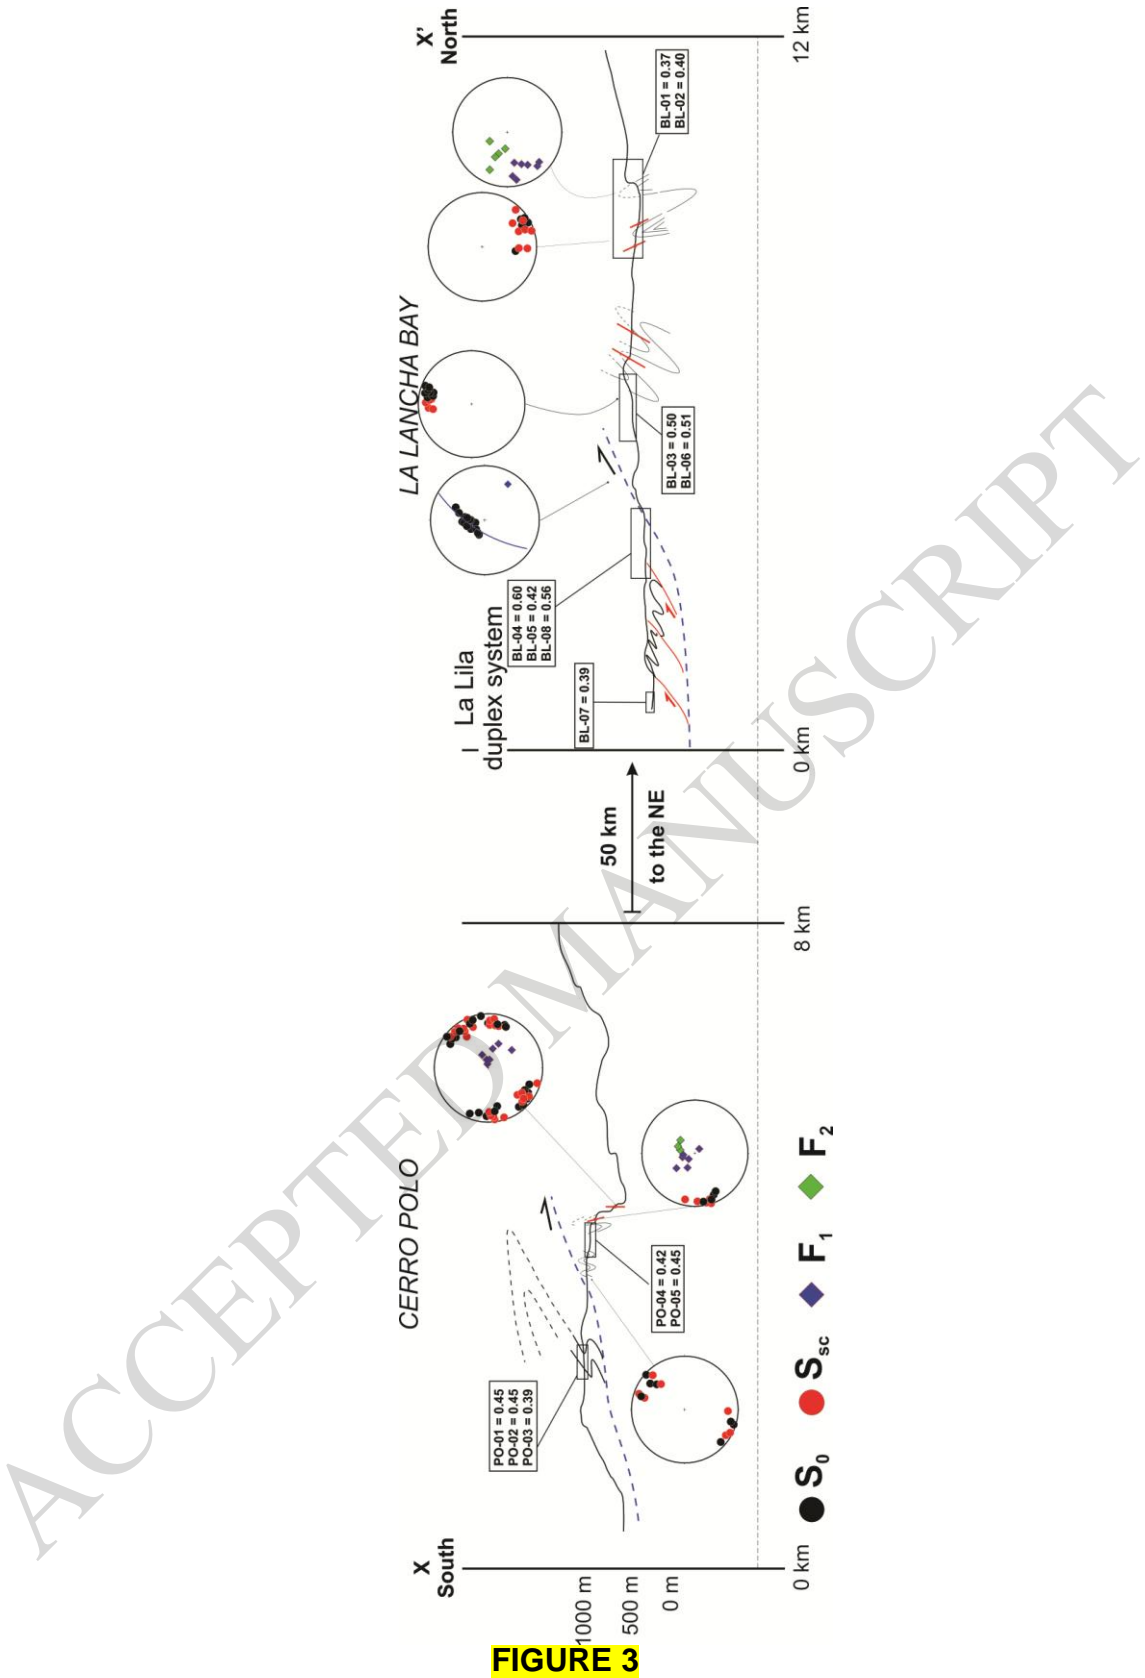 X
South
CERRO POLO
LA LANCHA BAY
X'
North
La Lila
duplex system
PO-01 = 0.45
PO-02 = 0.45
PO-03 = 0.39
PO-04 = 0.42
PO-05 = 0.45
BL-07 = 0.39
BL-04 = 0.60
BL-05 = 0.42
BL-08 = 0.56
BL-03 = 0.50
BL-06 = 0.51
BL-01 = 0.37
BL-02 = 0.40
1000 m
500 m
0 m
50 km
to the NE
0 km
8 km
0 km
12 km
S0
Ssc
F1
F2
FIGURE 3
ACCEPTED MANUSCRIPT